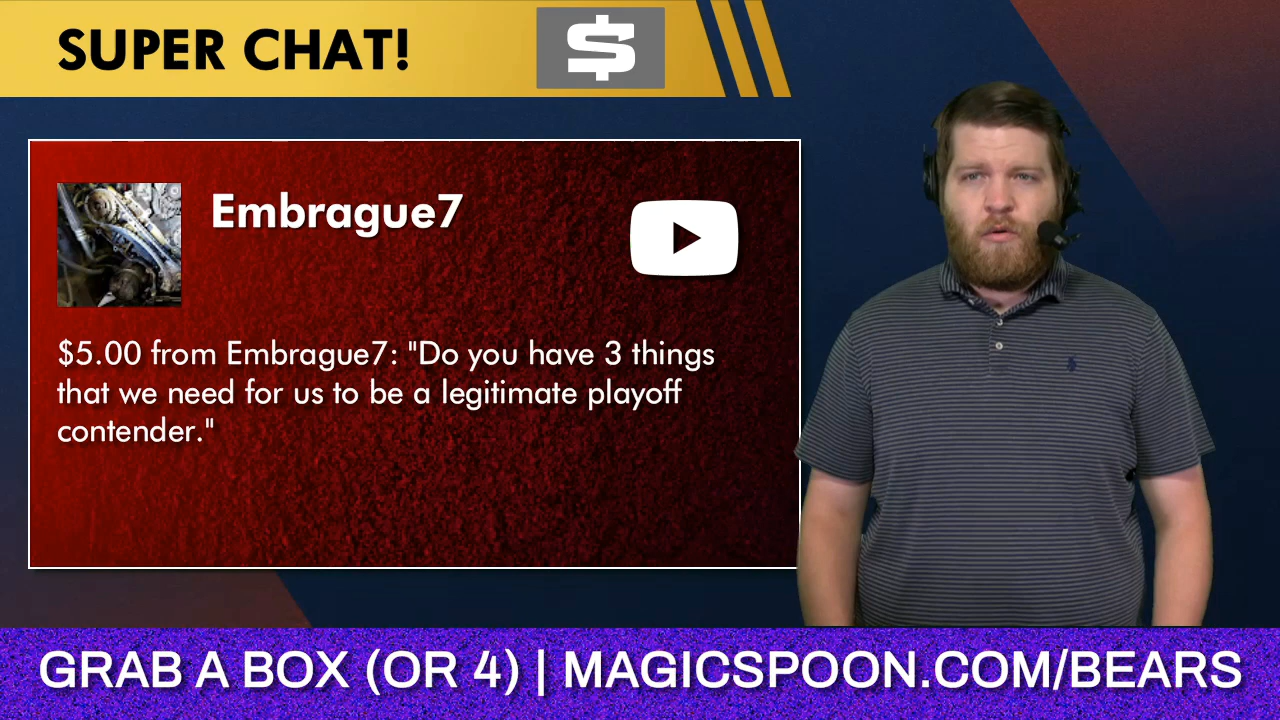 SUPER CHAT!
$
Embrague7
$5.00 from Embrague7: "Do you have 3 things
that we need for us to be a legitimate playoff
contender."
GRAB A BOX (OR 4) | MAGICSPOON.COM/BEARS